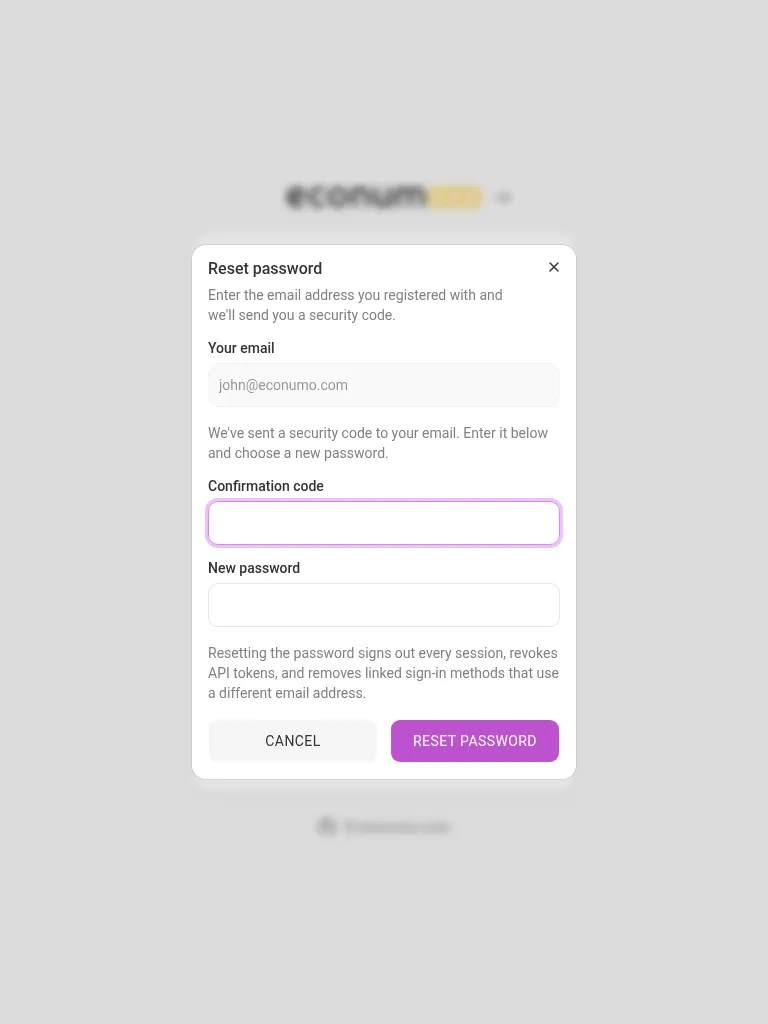 econum
Reset password
Enter the email address you registered with and
we'll send you a security code.
Your email
john@econumo.com
We've sent a security code to your email. Enter it below
and choose a new password.
Confirmation code
New password
Resetting the password signs out every session, revokes
API tokens, and removes linked sign-in methods that use
a different email address.
CANCEL
RESET PASSWORD